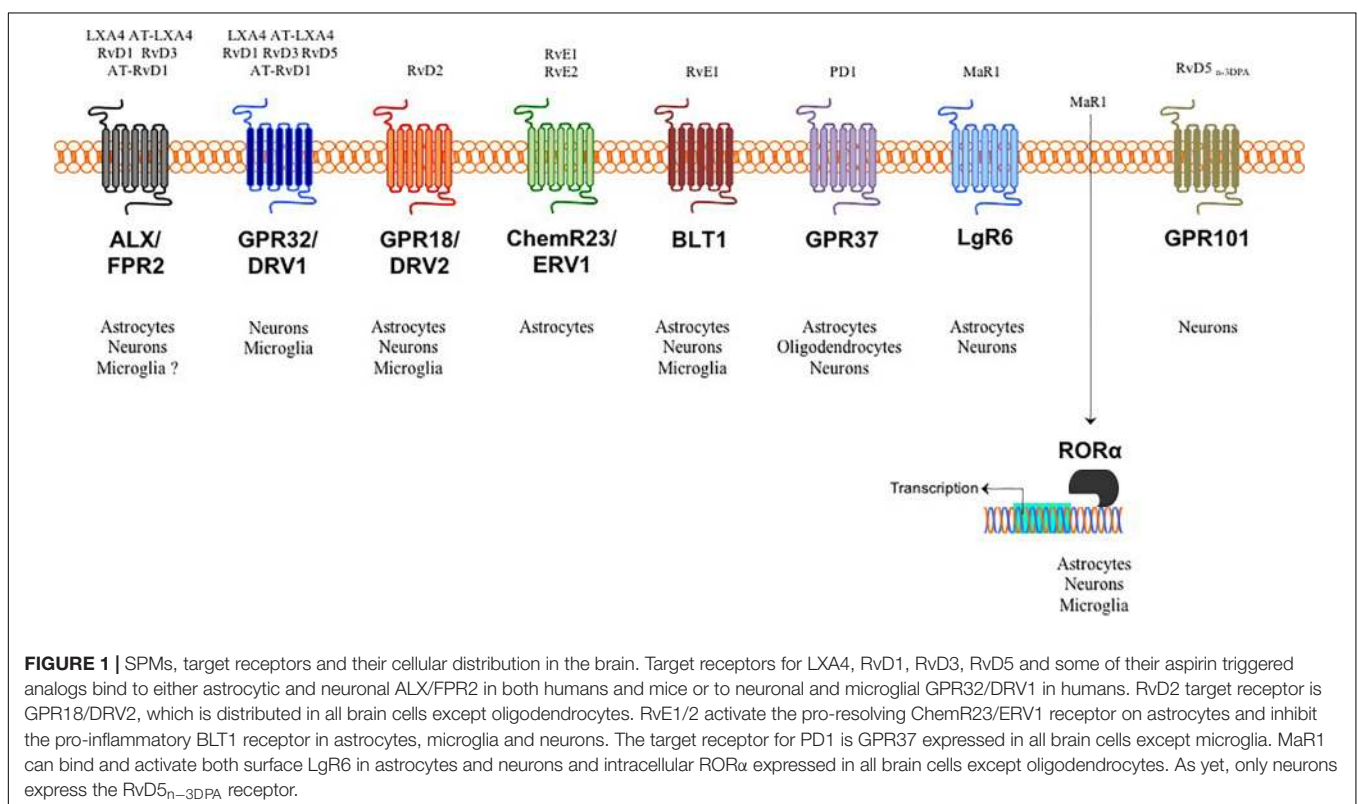 LXA4 AT-LXA4
RvD1 RvD3
AT-RvD1
LXA4 AT-LXA4
RvD1 RvD3 RvD5
AT-RvD1
RvD2
RvE1
RvE2
RvE1
PD1
MaR1
MaR1
RvD5 n-3DPA
ALX/
FPR2
GPR32/
DRV1
GPR18/
DRV2
ChemR23/
ERV1
BLT1
GPR37
LgR6
GPR101
Astrocytes
Neurons
Microglia ?
Neurons
Microglia
Astrocytes
Neurons
Microglia
Astrocytes
Astrocytes
Neurons
Microglia
Astrocytes
Oligodendrocytes
Neurons
Astrocytes
Neurons
Neurons
RORα
Transcription
Astrocytes
Neurons
Microglia
FIGURE 1 | SPMs, target receptors and their cellular distribution in the brain. Target receptors for LXA4, RvD1, RvD3, RvD5 and some of their aspirin triggered
analogs bind to either astrocytic and neuronal ALX/FPR2 in both humans and mice or to neuronal and microglial GPR32/DRV1 in humans. RvD2 target receptor is
GPR18/DRV2, which is distributed in all brain cells except oligodendrocytes. RvE1/2 activate the pro-resolving ChemR23/ERV1 receptor on astrocytes and inhibit
the pro-inflammatory BLT1 receptor in astrocytes, microglia and neurons. The target receptor for PD1 is GPR37 expressed in all brain cells except microglia. MaR1
can bind and activate both surface LgR6 in astrocytes and neurons and intracellular RORα expressed in all brain cells except oligodendrocytes. As yet, only neurons
express the RvD5n−3DPA receptor.